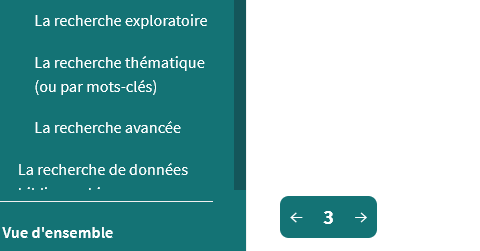 La recherche exploratoire
La recherche thématique
(ou par mots-clés)
La recherche avancée
La recherche de données
Vue d'ensemble
← 3 →